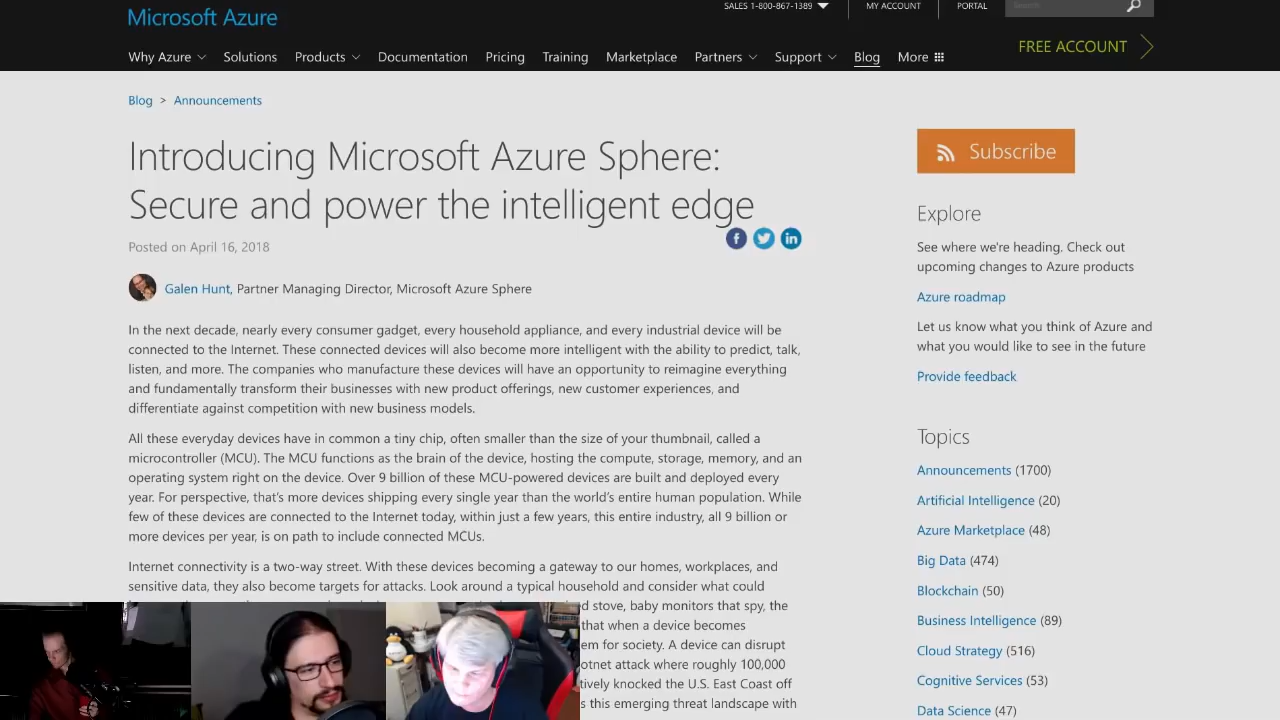 Microsoft Azure
SALES 1-800-867-1389
MY ACCOUNT
PORTAL
Search
Why Azure
Solutions
Products
Documentation
Pricing
Training
Marketplace
Partners
Support
Blog
More
FREE ACCOUNT
Blog > Announcements
Introducing Microsoft Azure Sphere:
Secure and power the intelligent edge
Posted on April 16, 2018
Galen Hunt, Partner Managing Director, Microsoft Azure Sphere
In the next decade, nearly every consumer gadget, every household appliance, and every industrial device will be
connected to the Internet. These connected devices will also become more intelligent with the ability to predict, talk,
listen, and more. The companies who manufacture these devices will have an opportunity to reimagine everything
and fundamentally transform their businesses with new product offerings, new customer experiences, and
differentiate against competition with new business models.
All these everyday devices have in common a tiny chip, often smaller than the size of your thumbnail, called a
microcontroller (MCU). The MCU functions as the brain of the device, hosting the compute, storage, memory, and an
operating system right on the device. Over 9 billion of these MCU-powered devices are built and deployed every
year. For perspective, that's more devices shipping every single year than the world's entire human population. While
few of these devices are connected to the Internet today, within just a few years, this entire industry, all 9 billion or
more devices per year, is on path to include connected MCUs.
Internet connectivity is a two-way street. With these devices becoming a gateway to our homes, workplaces, and
sensitive data, they also become targets for attacks. Look around a typical household and consider what could
stove, baby monitors that spy, the
that when a device becomes
for society. A device can disrupt
attack where roughly 100,000
knocked the U.S. East Coast off
this emerging threat landscape with
Subscribe
Explore
See where we're heading. Check out
upcoming changes to Azure products
Azure roadmap
Let us know what you think of Azure and
what you would like to see in the future
Provide feedback
Topics
Announcements (1700)
Artificial Intelligence (20)
Azure Marketplace (48)
Big Data (474)
Blockchain (50)
Business Intelligence (89)
Cloud Strategy (516)
Cognitive Services (53)
Data Science (47)